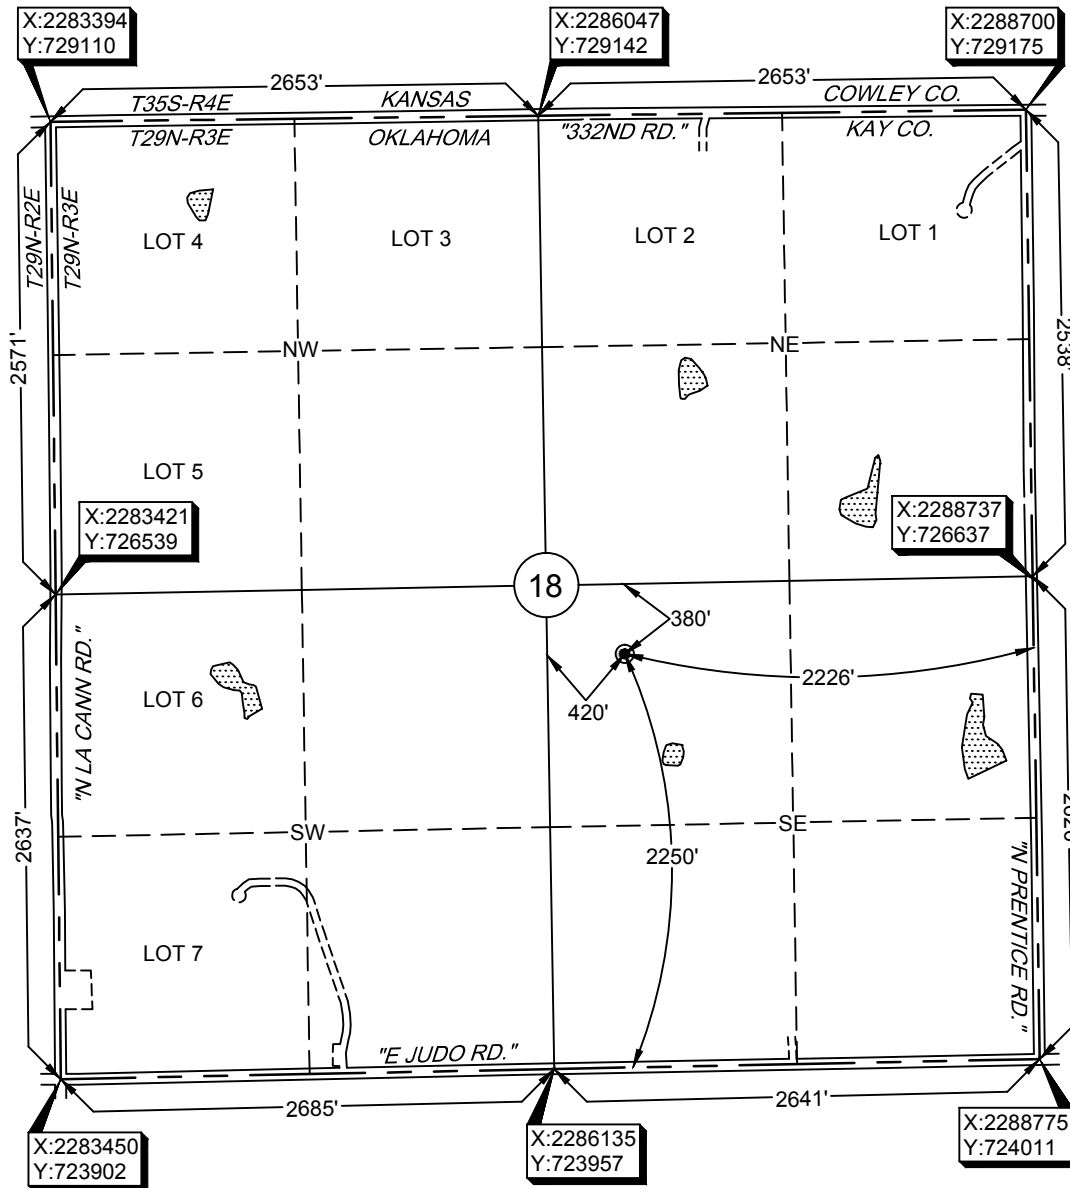 X:2283394
Y:729110
X:2286047
Y:729142
X:2288700
Y:729175
2653'
2653'
T35S-R4E
KANSAS
COWLEY CO.
T29N-R3E
OKLAHOMA
"332ND RD."
KAY CO.
T29N-R2E
T29N-R3E
LOT 4
LOT 3
LOT 2
LOT 1
2571'
2538'
NW
NE
LOT 5
X:2283421
Y:726539
X:2288737
Y:726637
18
380'
"N LA CANN RD."
LOT 6
2226'
420'
2637'
SW
SE
2250'
"N PRENTICE RD."
LOT 7
"E JUDO RD."
2685'
2641'
X:2283450
Y:723902
X:2286135
Y:723957
X:2288775
Y:724011